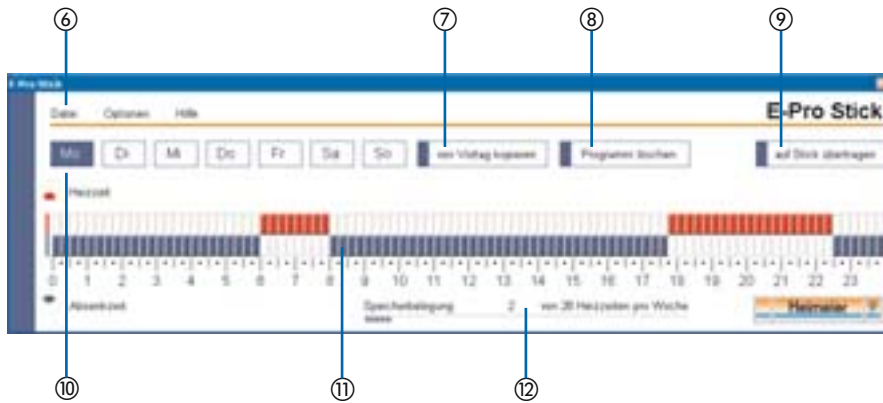 ⑥ ⑦ ⑧ ⑨
E-Pro Stick
Datei Optionen Hilfe
E-Pro Stick
Mo Di Mi Do Fr Sa So von Vortag kopieren Programm löschen auf Stick übertragen
Heizzeit
0 1 2 3 4 5 6 7 8 9 10 11 12 13 14 15 16 17 18 19 20 21 22 23
Absenkzeit Speicherbelegung 2 von 28 Heizzeiten pro Woche Heimeier
⑩ ⑪ ⑫